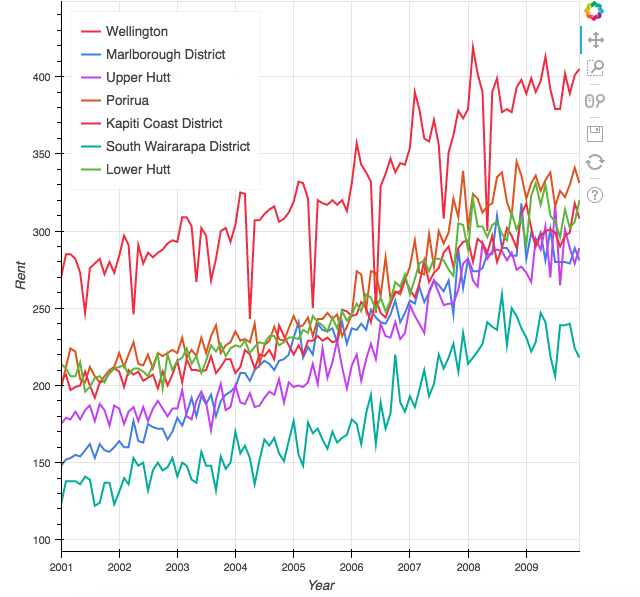 Wellington
Marlborough District
Upper Hutt
Porirua
Kapiti Coast District
South Wairarapa District
Lower Hutt
400
350
300
250
200
150
100
Rent
2001 2002 2003 2004 2005 2006 2007 2008 2009
Year
?